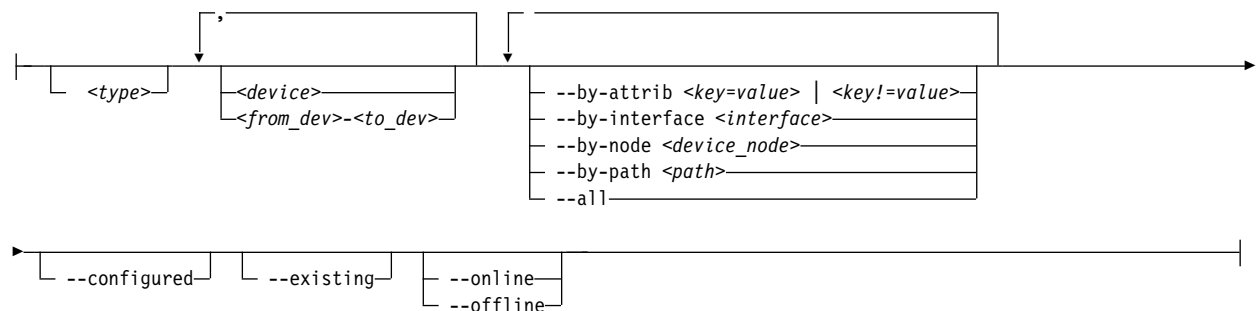 ,
<type>
<device>
<from_dev>-<to_dev>
--by-attrib <key=value> | <key!=value>
--by-interface <interface>
--by-node <device_node>
--by-path <path>
--all
--configured
--existing
--online
--offline